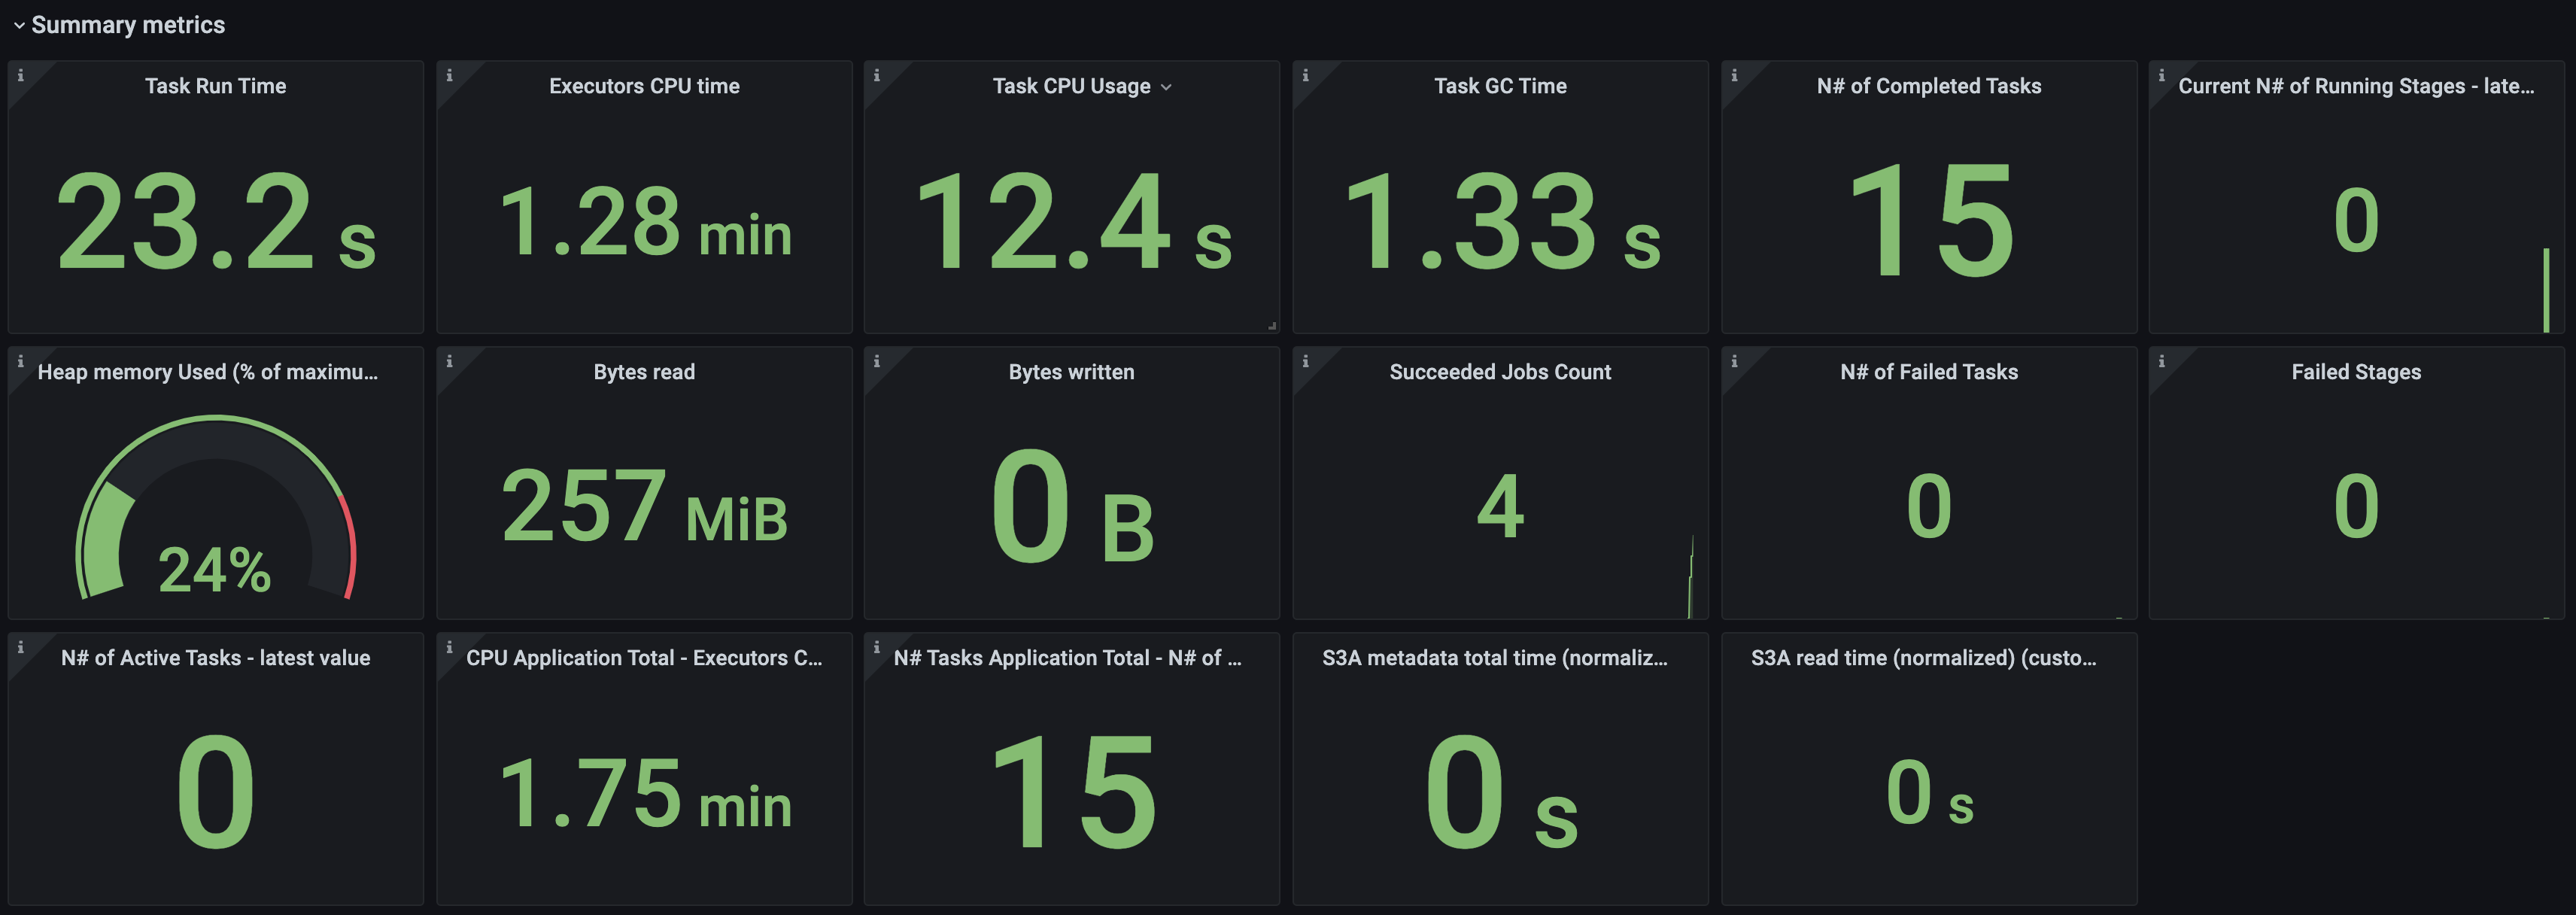 Summary metrics
Task Run Time
23.2 s
Executors CPU time
1.28 min
Task CPU Usage
12.4 s
Task GC Time
1.33 s
N# of Completed Tasks
15
Current N# of Running Stages - late...
0
Heap memory Used (% of maximu...
24%
Bytes read
257 MiB
Bytes written
0 B
Succeeded Jobs Count
4
N# of Failed Tasks
0
Failed Stages
0
N# of Active Tasks - latest value
0
CPU Application Total - Executors C...
1.75 min
N# Tasks Application Total - N# of ...
15
S3A metadata total time (normaliz...
0 s
S3A read time (normalized) (custo...
0 s